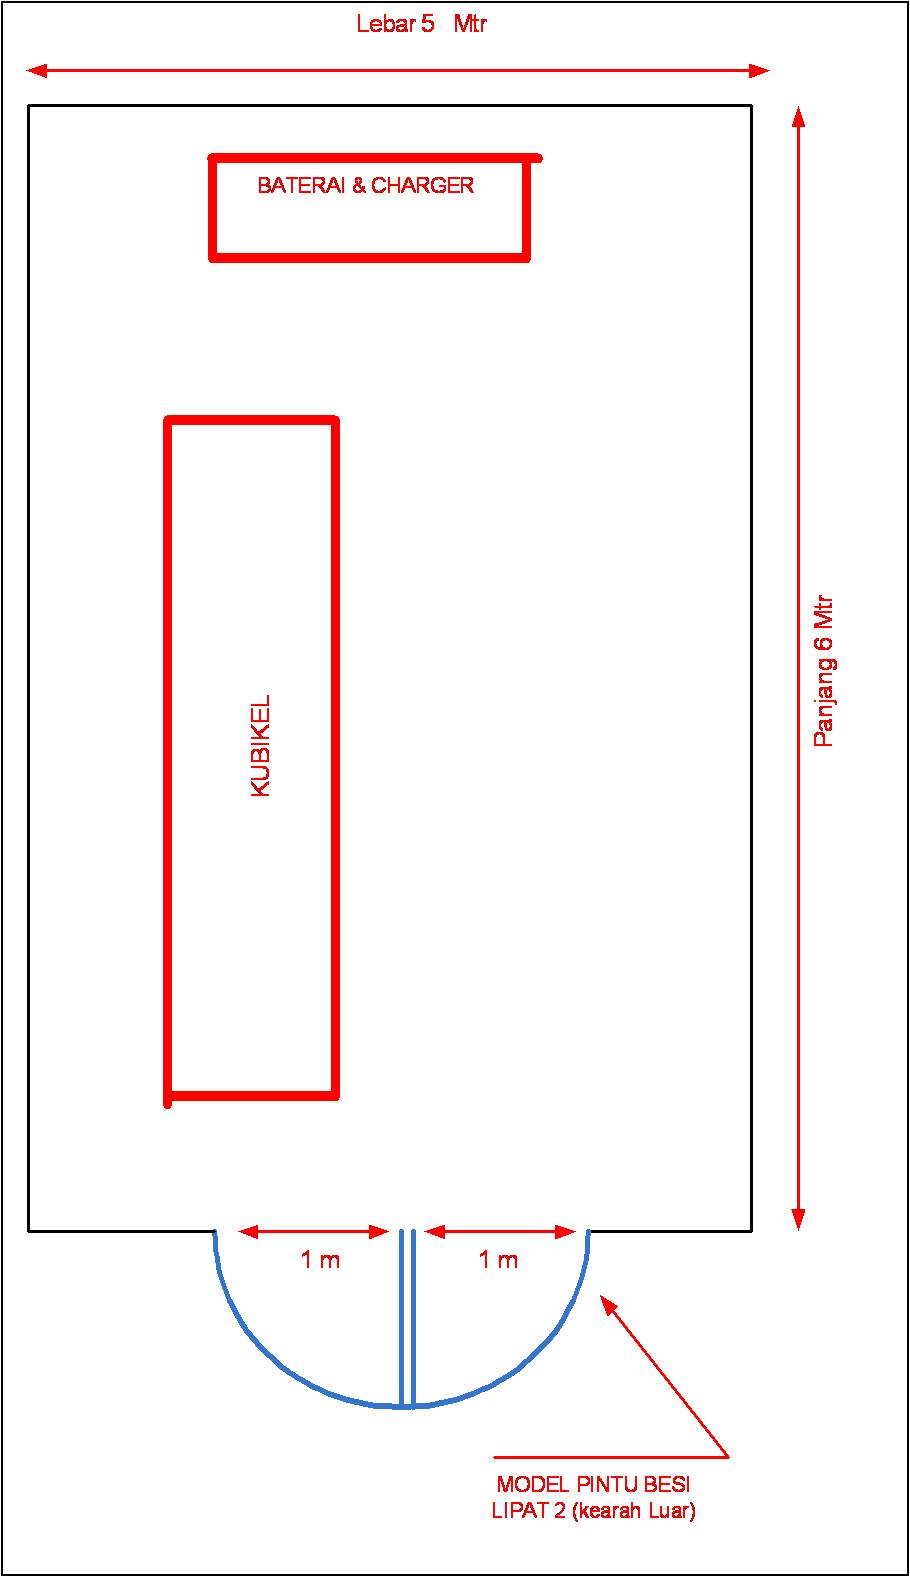 Lebar 5 Mtr
BATERAI & CHARGER
Panjang 6 Mtr
KUBIKEL
1 m
1 m
MODEL PINTU BESI
LIPAT 2 (kearah Luar)